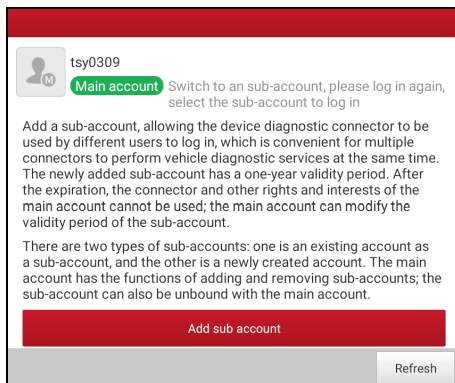 tsy0309
Main account
Switch to an sub-account, please log in again,
select the sub-account to log in
M
Add a sub-account, allowing the device diagnostic connector to be
used by different users to log in, which is convenient for multiple
connectors to perform vehicle diagnostic services at the same time.
The newly added sub-account has a one-year validity period. After
the expiration, the connector and other rights and interests of the
main account cannot be used; the main account can modify the
validity period of the sub-account.
There are two types of sub-accounts: one is an existing account as
a sub-account, and the other is a newly created account. The main
account has the functions of adding and removing sub-accounts; the
sub-account can also be unbound with the main account.
Add sub account
Refresh